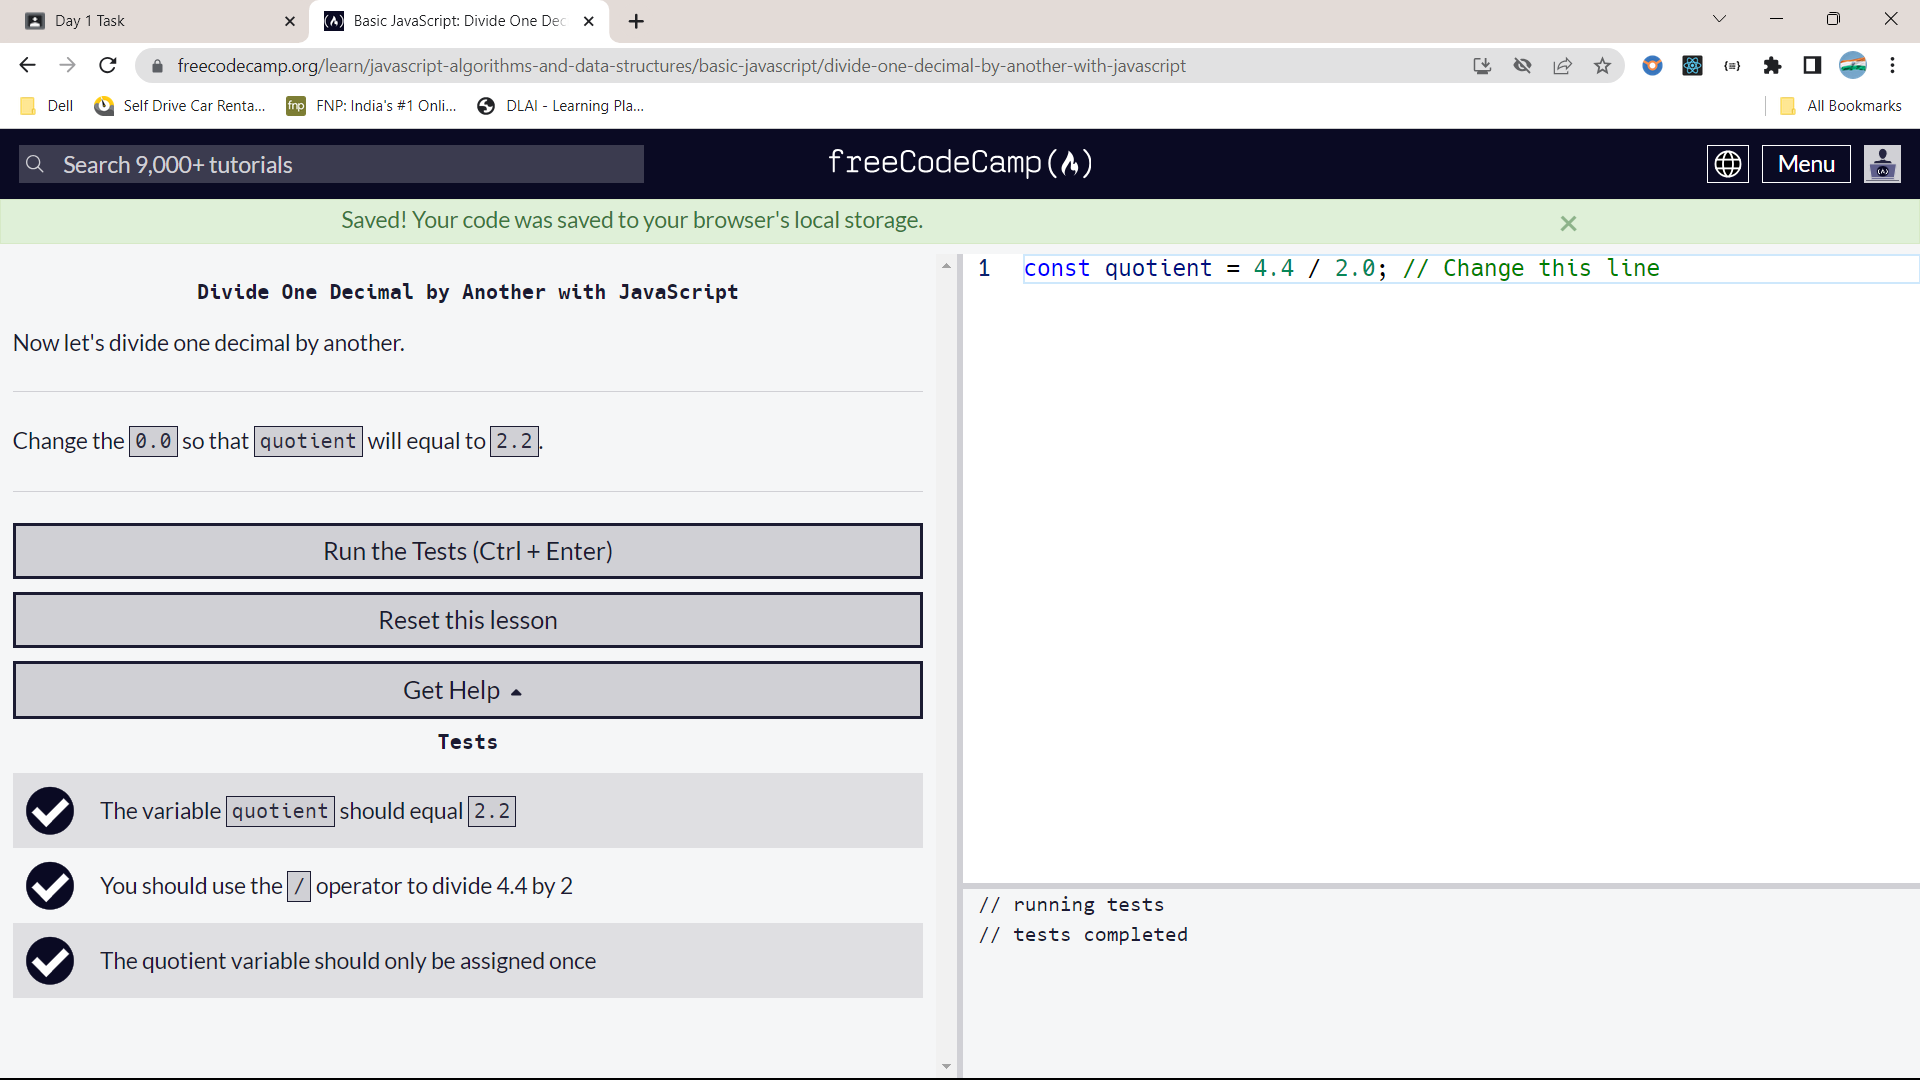 Day 1 Task
Basic JavaScript: Divide One Dec
freecodecamp.org/learn/javascript-algorithms-and-data-structures/basic-javascript/divide-one-decimal-by-another-with-javascript
Dell
Self Drive Car Renta...
fnp FNP: India's #1 Onli...
DLAI - Learning Pla...
All Bookmarks
Search 9,000+ tutorials
freeCodeCamp(🔥)
Menu
Saved! Your code was saved to your browser's local storage.
Divide One Decimal by Another with JavaScript
Now let's divide one decimal by another.
Change the 0.0 so that quotient will equal to 2.2.
Run the Tests (Ctrl + Enter)
Reset this lesson
Get Help
Tests
The variable quotient should equal 2.2
You should use the / operator to divide 4.4 by 2
The quotient variable should only be assigned once
1 const quotient = 4.4 / 2.0; // Change this line
// running tests
// tests completed